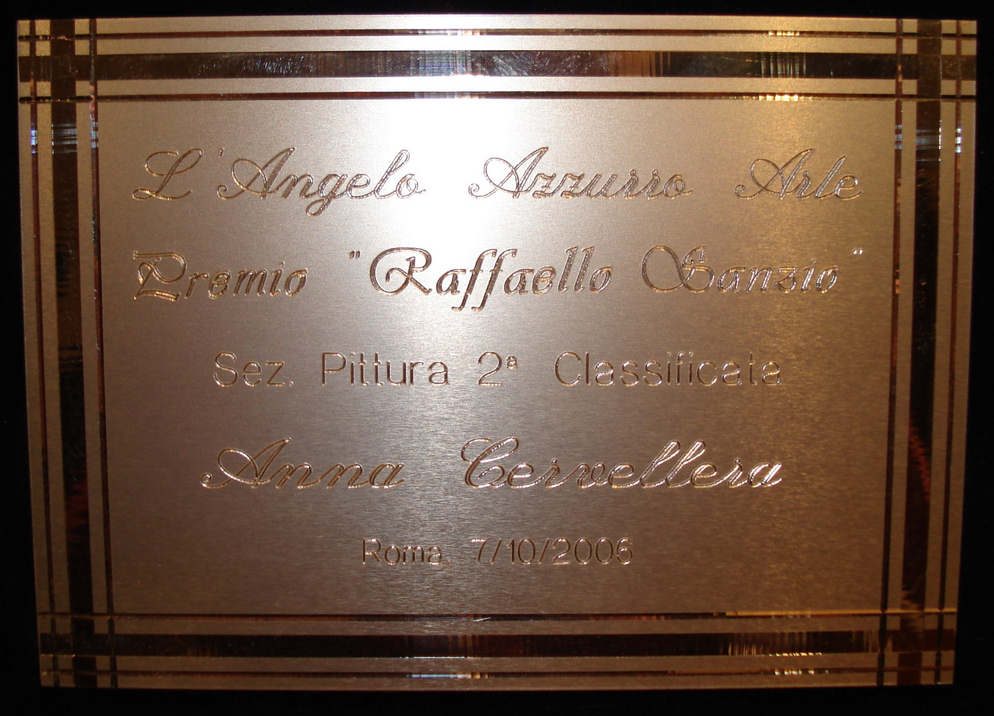 L'Angelo Azzurro Arte
Premio "Raffaello Sanzio"
Sez. Pittura 2ª Classificata
Anna Cervellera
Roma, 7/10/2006